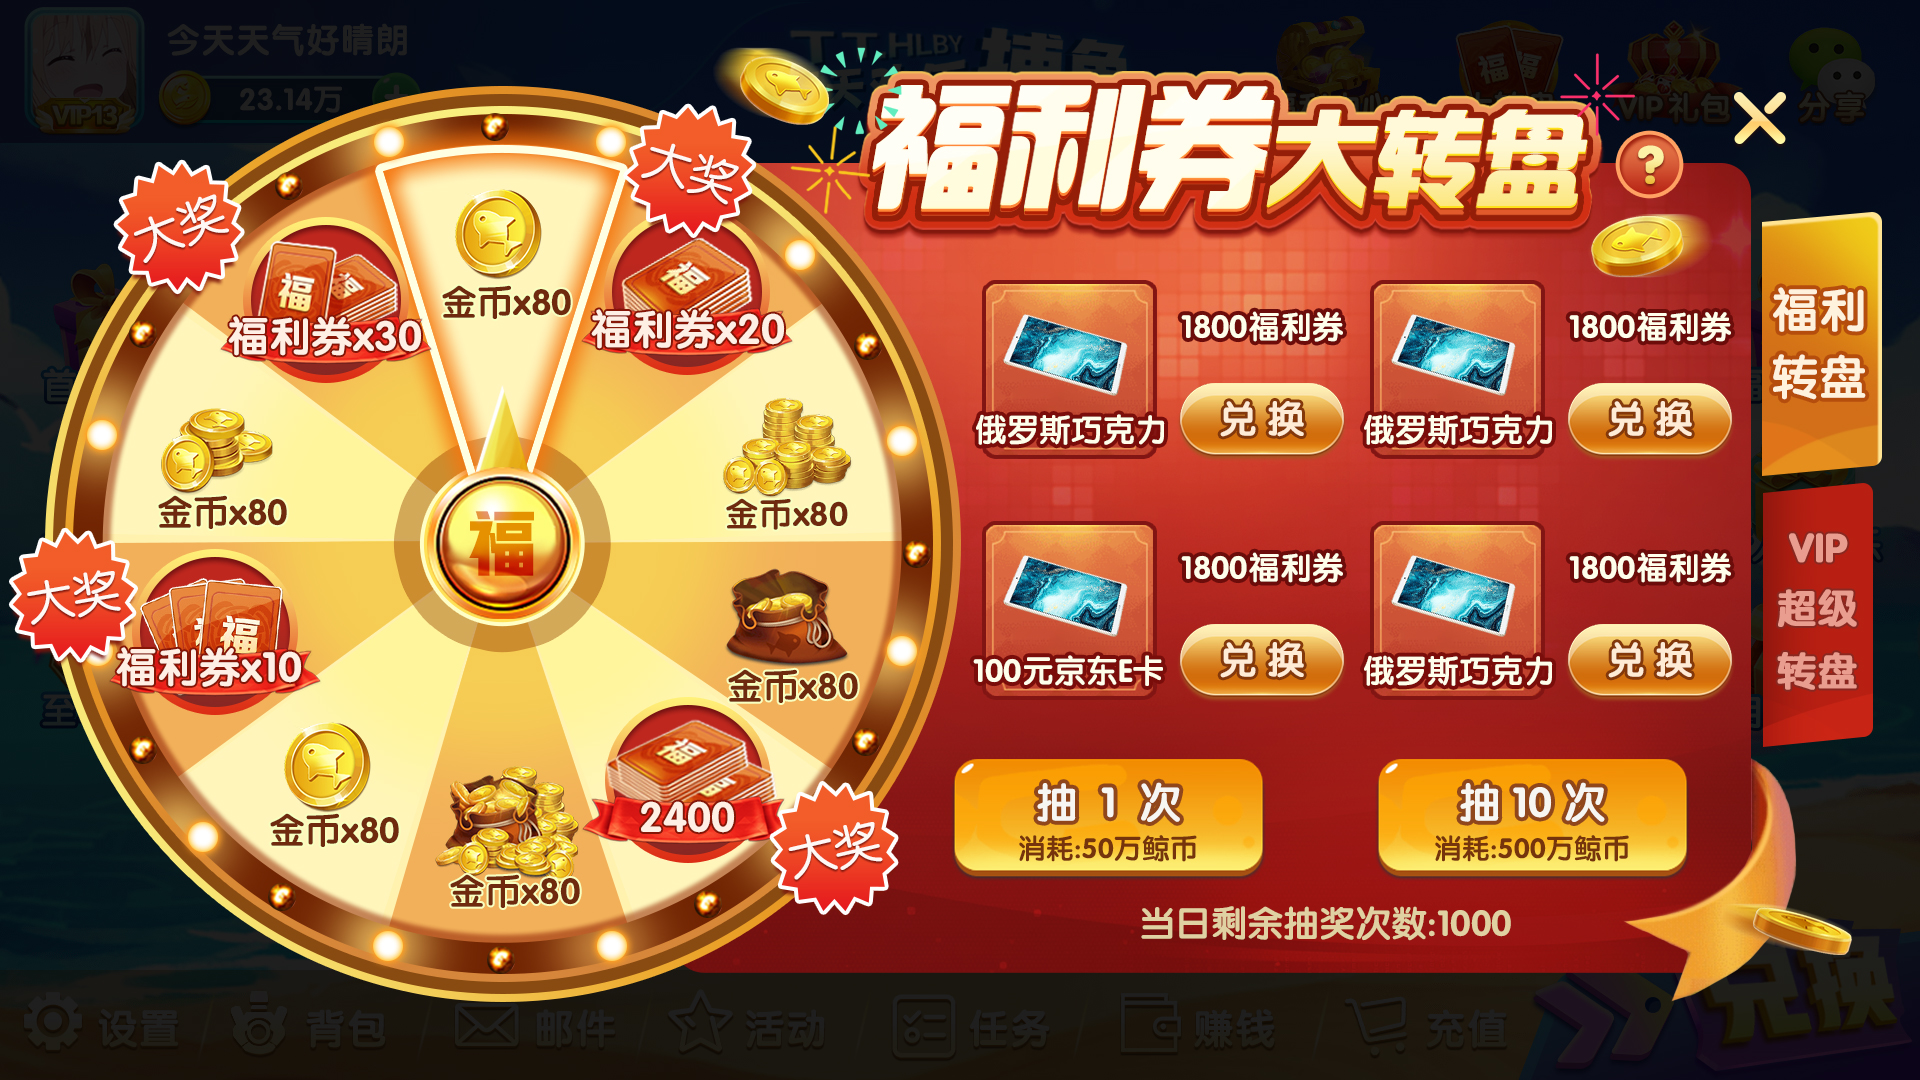 今天天气好晴朗
23.14万
VIP13
HLBY
捕鱼
福利券大转盘
?
VIP礼包
分享
大奖
大奖
大奖
大奖
金币x80
福利券x20
金币x80
金币x80
2400
金币x80
金币x80
福利券x10
金币x80
福利券x30
福
1800福利券
兑换
俄罗斯巧克力
1800福利券
兑换
俄罗斯巧克力
1800福利券
兑换
100元京东E卡
1800福利券
兑换
俄罗斯巧克力
抽 1 次
消耗:50万鲸币
抽 10 次
消耗:500万鲸币
当日剩余抽奖次数:1000
福利
转盘
VIP
超级
转盘
设置
背包
邮件
活动
任务
赚钱
充值
兑换